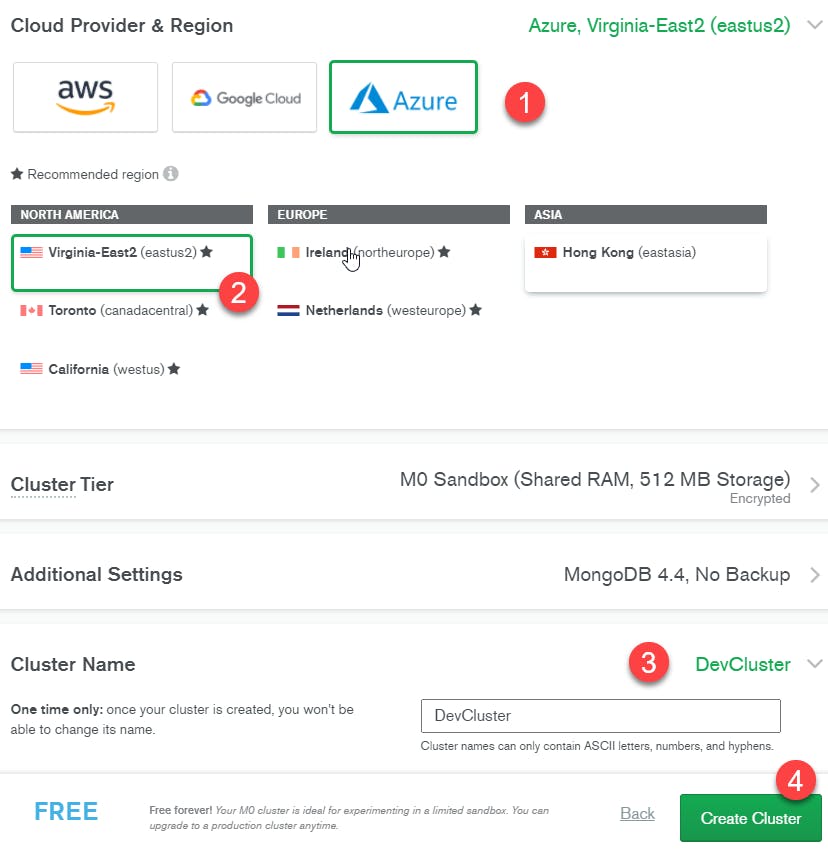 Cloud Provider & Region
Azure, Virginia-East2 (eastus2)
aws
Google Cloud
Azure
1
Recommended region
NORTH AMERICA
EUROPE
ASIA
Virginia-East2 (eastus2)
Ireland (northeurope)
Hong Kong (eastasia)
2
Toronto (canadacentral)
Netherlands (westeurope)
California (westus)
Cluster Tier
M0 Sandbox (Shared RAM, 512 MB Storage)
Encrypted
Additional Settings
MongoDB 4.4, No Backup
Cluster Name
3
DevCluster
One time only: once your cluster is created, you won't be
able to change its name.
DevCluster
Cluster names can only contain ASCII letters, numbers, and hyphens.
4
FREE
Free forever! Your M0 cluster is ideal for experimenting in a limited sandbox. You can
upgrade to a production cluster anytime.
Back
Create Cluster